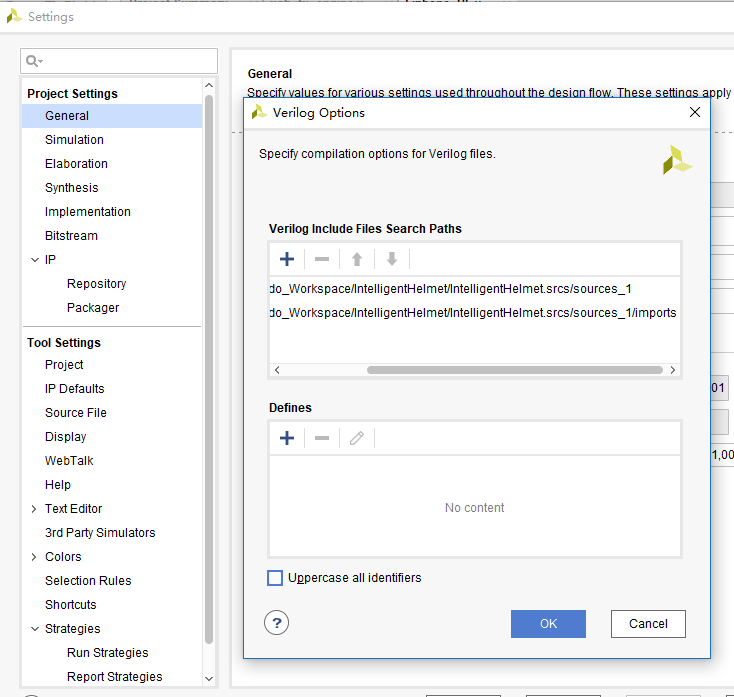 Settings
Q-
Project Settings
General
Simulation
Elaboration
Synthesis
Implementation
Bitstream
IP
Repository
Packager
Tool Settings
Project
IP Defaults
Source File
Display
WebTalk
Help
Text Editor
3rd Party Simulators
Colors
Selection Rules
Shortcuts
Strategies
Run Strategies
Report Strategies
General
Specify values for various settings used throughout the design flow. These settings apply
Verilog Options
Specify compilation options for Verilog files.
Verilog Include Files Search Paths
do_Workspace/IntelligentHelmet/IntelligentHelmet.srcs/sources_1
do_Workspace/IntelligentHelmet/IntelligentHelmet.srcs/sources_1/imports
Defines
No content
Uppercase all identifiers
?
OK
Cancel
01
1,00